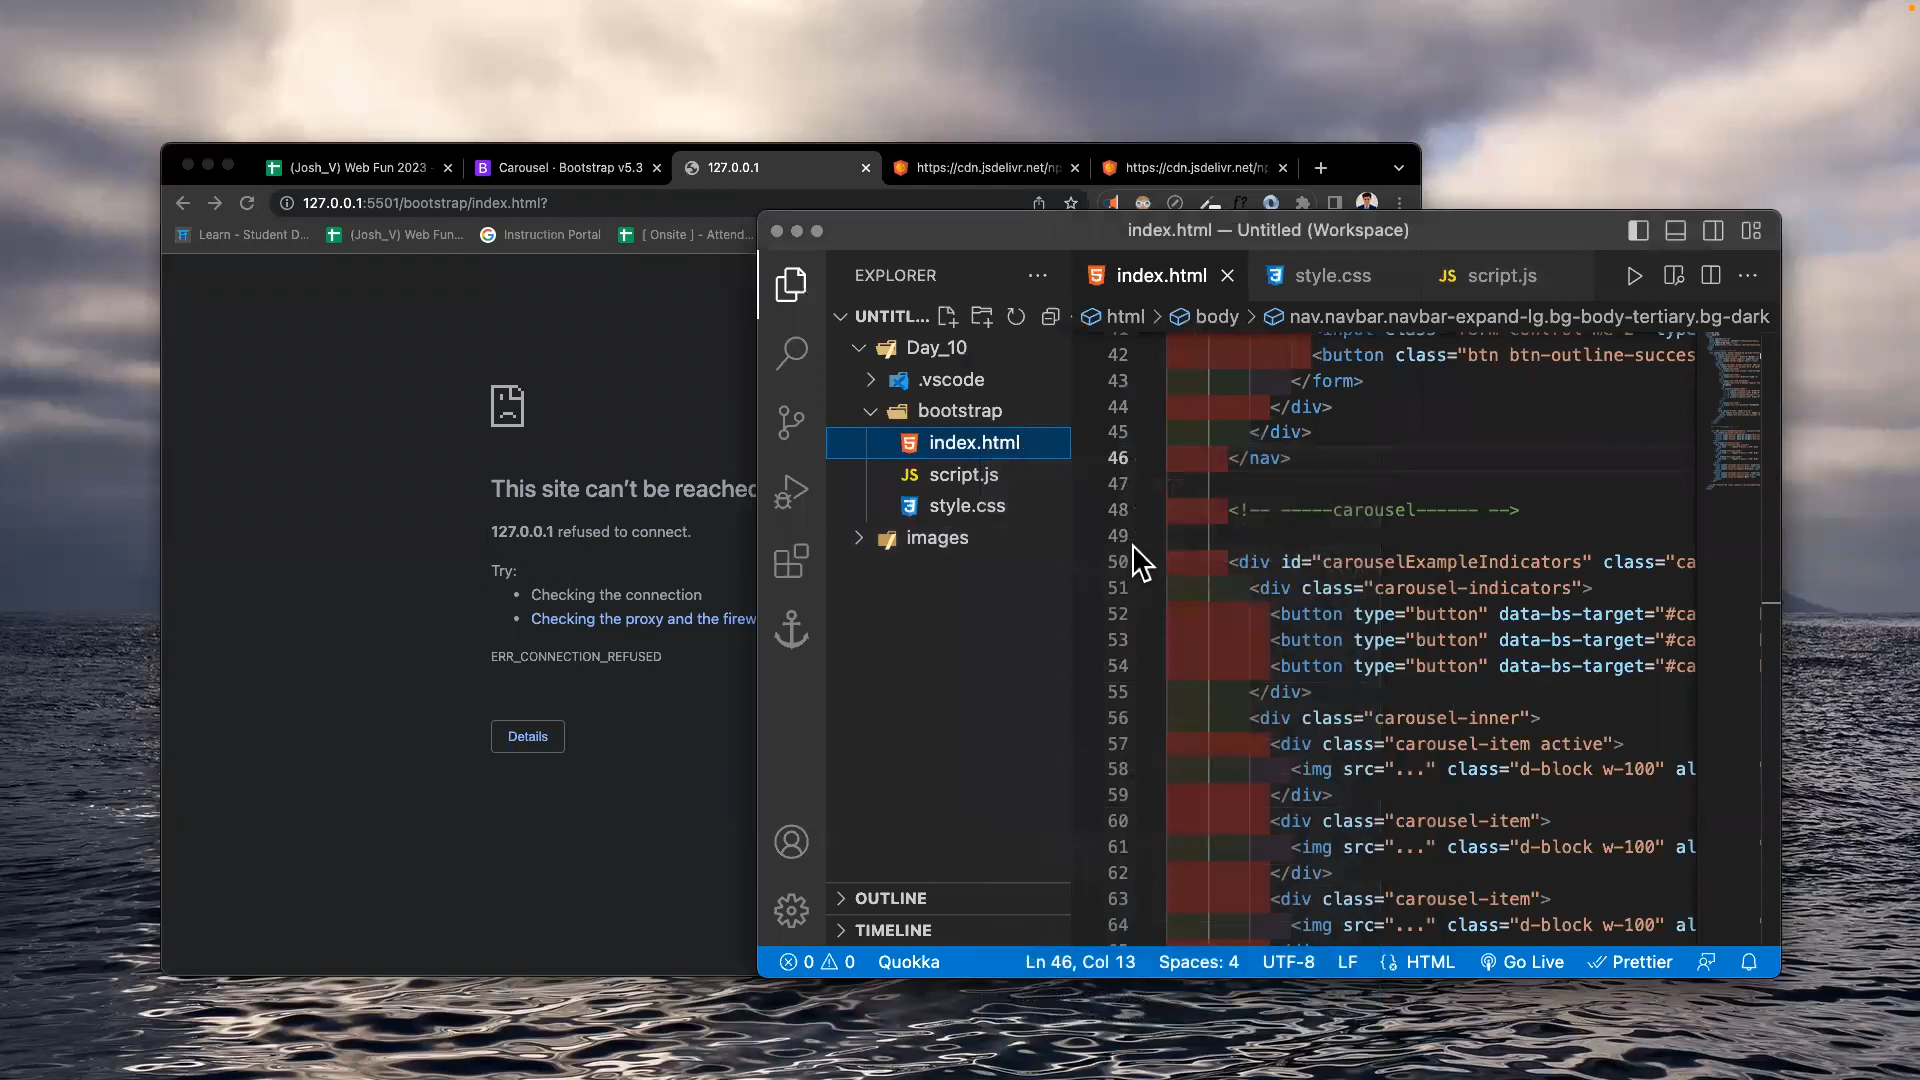 (Josh_V) Web Fun 2023 -
Carousel · Bootstrap v5.3
127.0.0.1
https://cdn.jsdelivr.net/np
https://cdn.jsdelivr.net/np
127.0.0.1:5501/bootstrap/index.html?
Learn - Student D...
(Josh_V) Web Fun...
Instruction Portal
[ Onsite ] - Attend...
This site can't be reached
127.0.0.1 refused to connect.
Try:
• Checking the connection
• Checking the proxy and the firew
ERR_CONNECTION_REFUSED
Details
index.html — Untitled (Workspace)
EXPLORER
index.html
style.css
JS script.js
UNTITL...
html > body > nav.navbar.navbar-expand-lg.bg-body-tertiary.bg-dark
Day_10
.vscode
bootstrap
index.html
JS script.js
style.css
images
OUTLINE
TIMELINE
42 <button class="btn btn-outline-succes
43 </form>
44 </div>
45 </div>
46 </nav>
47
48 <!-- -----carousel------ -->
49
50 <div id="carouselExampleIndicators" class="ca
51 <div class="carousel-indicators">
52 <button type="button" data-bs-target="#ca
53 <button type="button" data-bs-target="#ca
54 <button type="button" data-bs-target="#ca
55 </div>
56 <div class="carousel-inner">
57 <div class="carousel-item active">
58 <img src="..." class="d-block w-100" al
59 </div>
60 <div class="carousel-item">
61 <img src="..." class="d-block w-100" al
62 </div>
63 <div class="carousel-item">
64 <img src="..." class="d-block w-100" al
0 0 Quokka Ln 46, Col 13 Spaces: 4 UTF-8 LF {} HTML Go Live Prettier